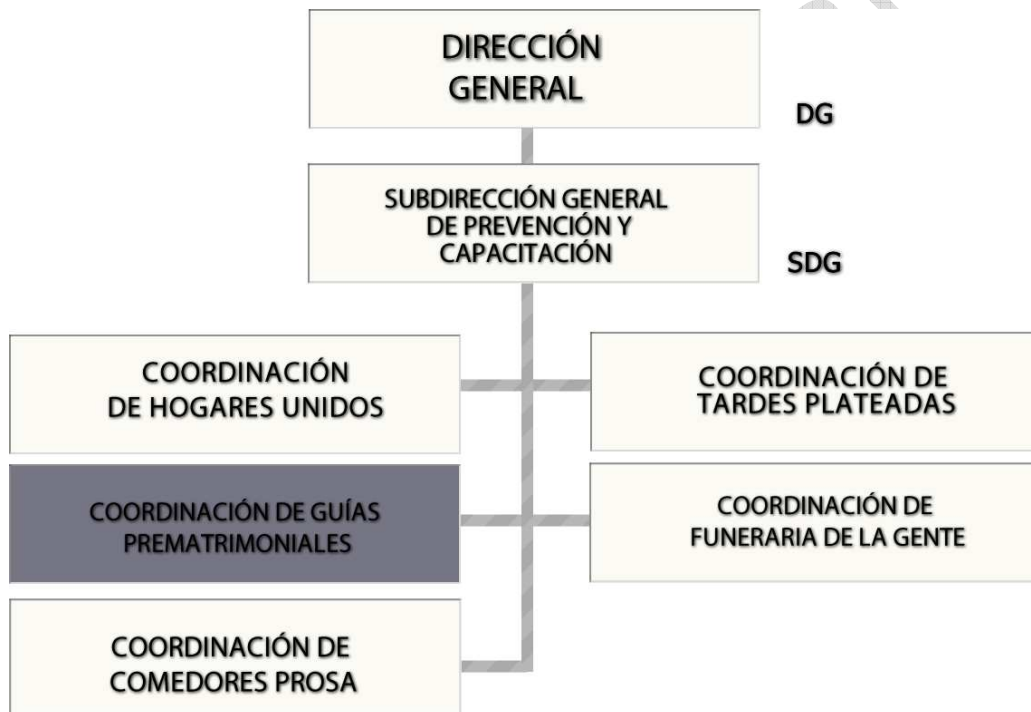 DIRECCIÓN
GENERAL
DG
SUBDIRECCIÓN GENERAL
DE PREVENCIÓN Y
CAPACITACIÓN
SDG
COORDINACIÓN
DE HOGARES UNIDOS
COORDINACIÓN DE
TARDES PLATEADAS
COORDINACIÓN DE GUÍAS
PREMATRIMONIALES
COORDINACIÓN DE
FUNERARIA DE LA GENTE
COORDINACIÓN DE
COMEDORES PROSA